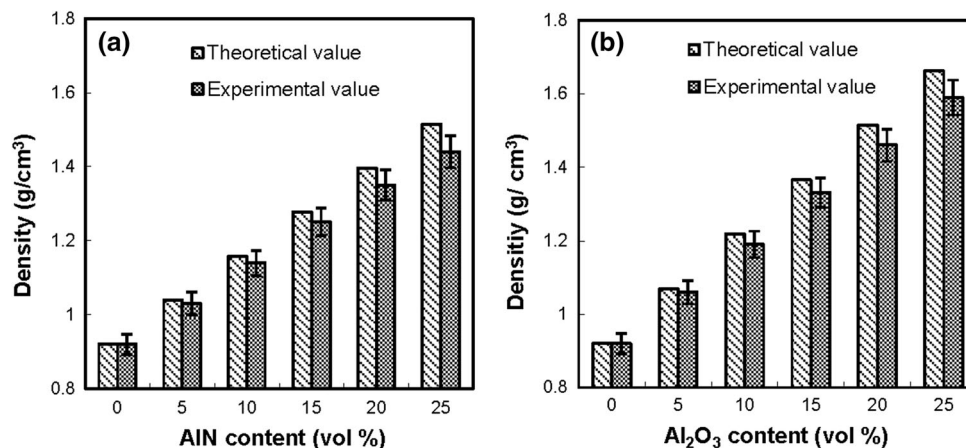 (a)
Theoretical value
Experimental value
Density (g/cm³)
1.8
1.6
1.4
1.2
1
0.8
0 5 10 15 20 25
AlN content (vol %)
(b)
Theoretical value
Experimental value
Densitiy (g/ cm³)
1.8
1.6
1.4
1.2
1
0.8
0 5 10 15 20 25
Al₂O₃ content (vol %)